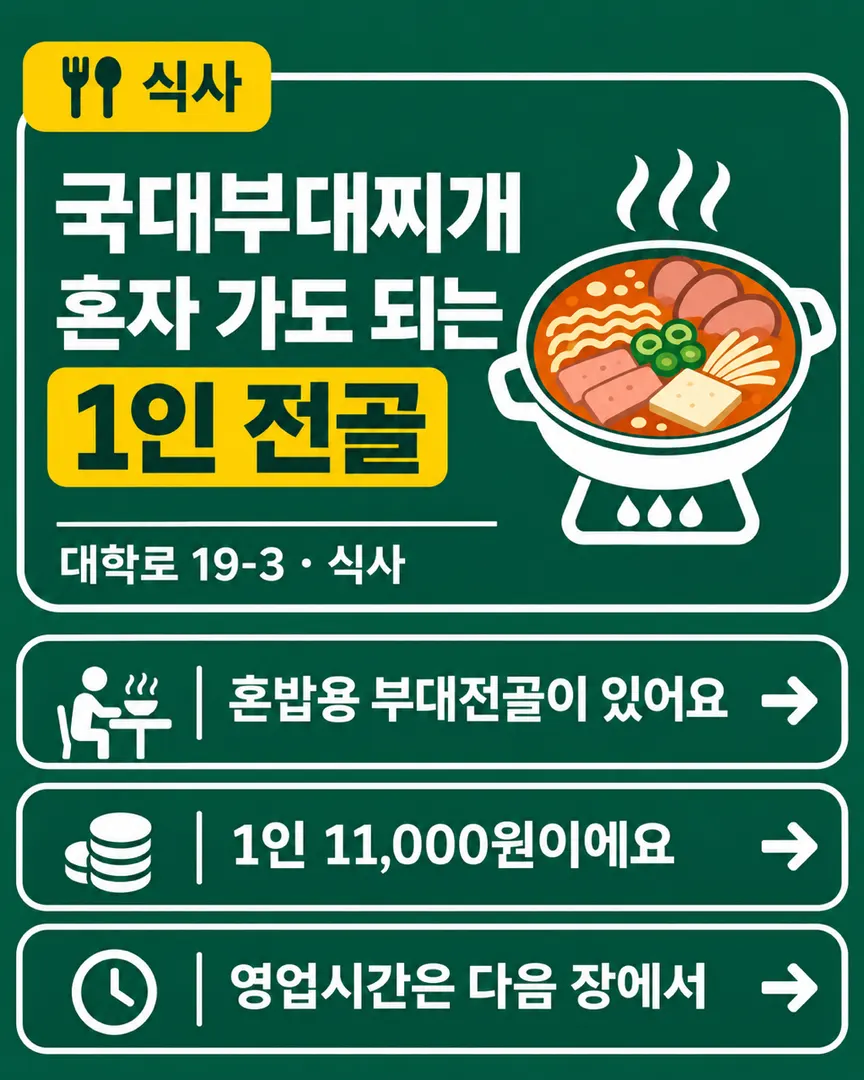 식사
국대부대찌개
혼자 가도 되는
1인 전골
대학로 19-3 · 식사
혼밥용 부대전골이 있어요
1인 11,000원이에요
영업시간은 다음 장에서